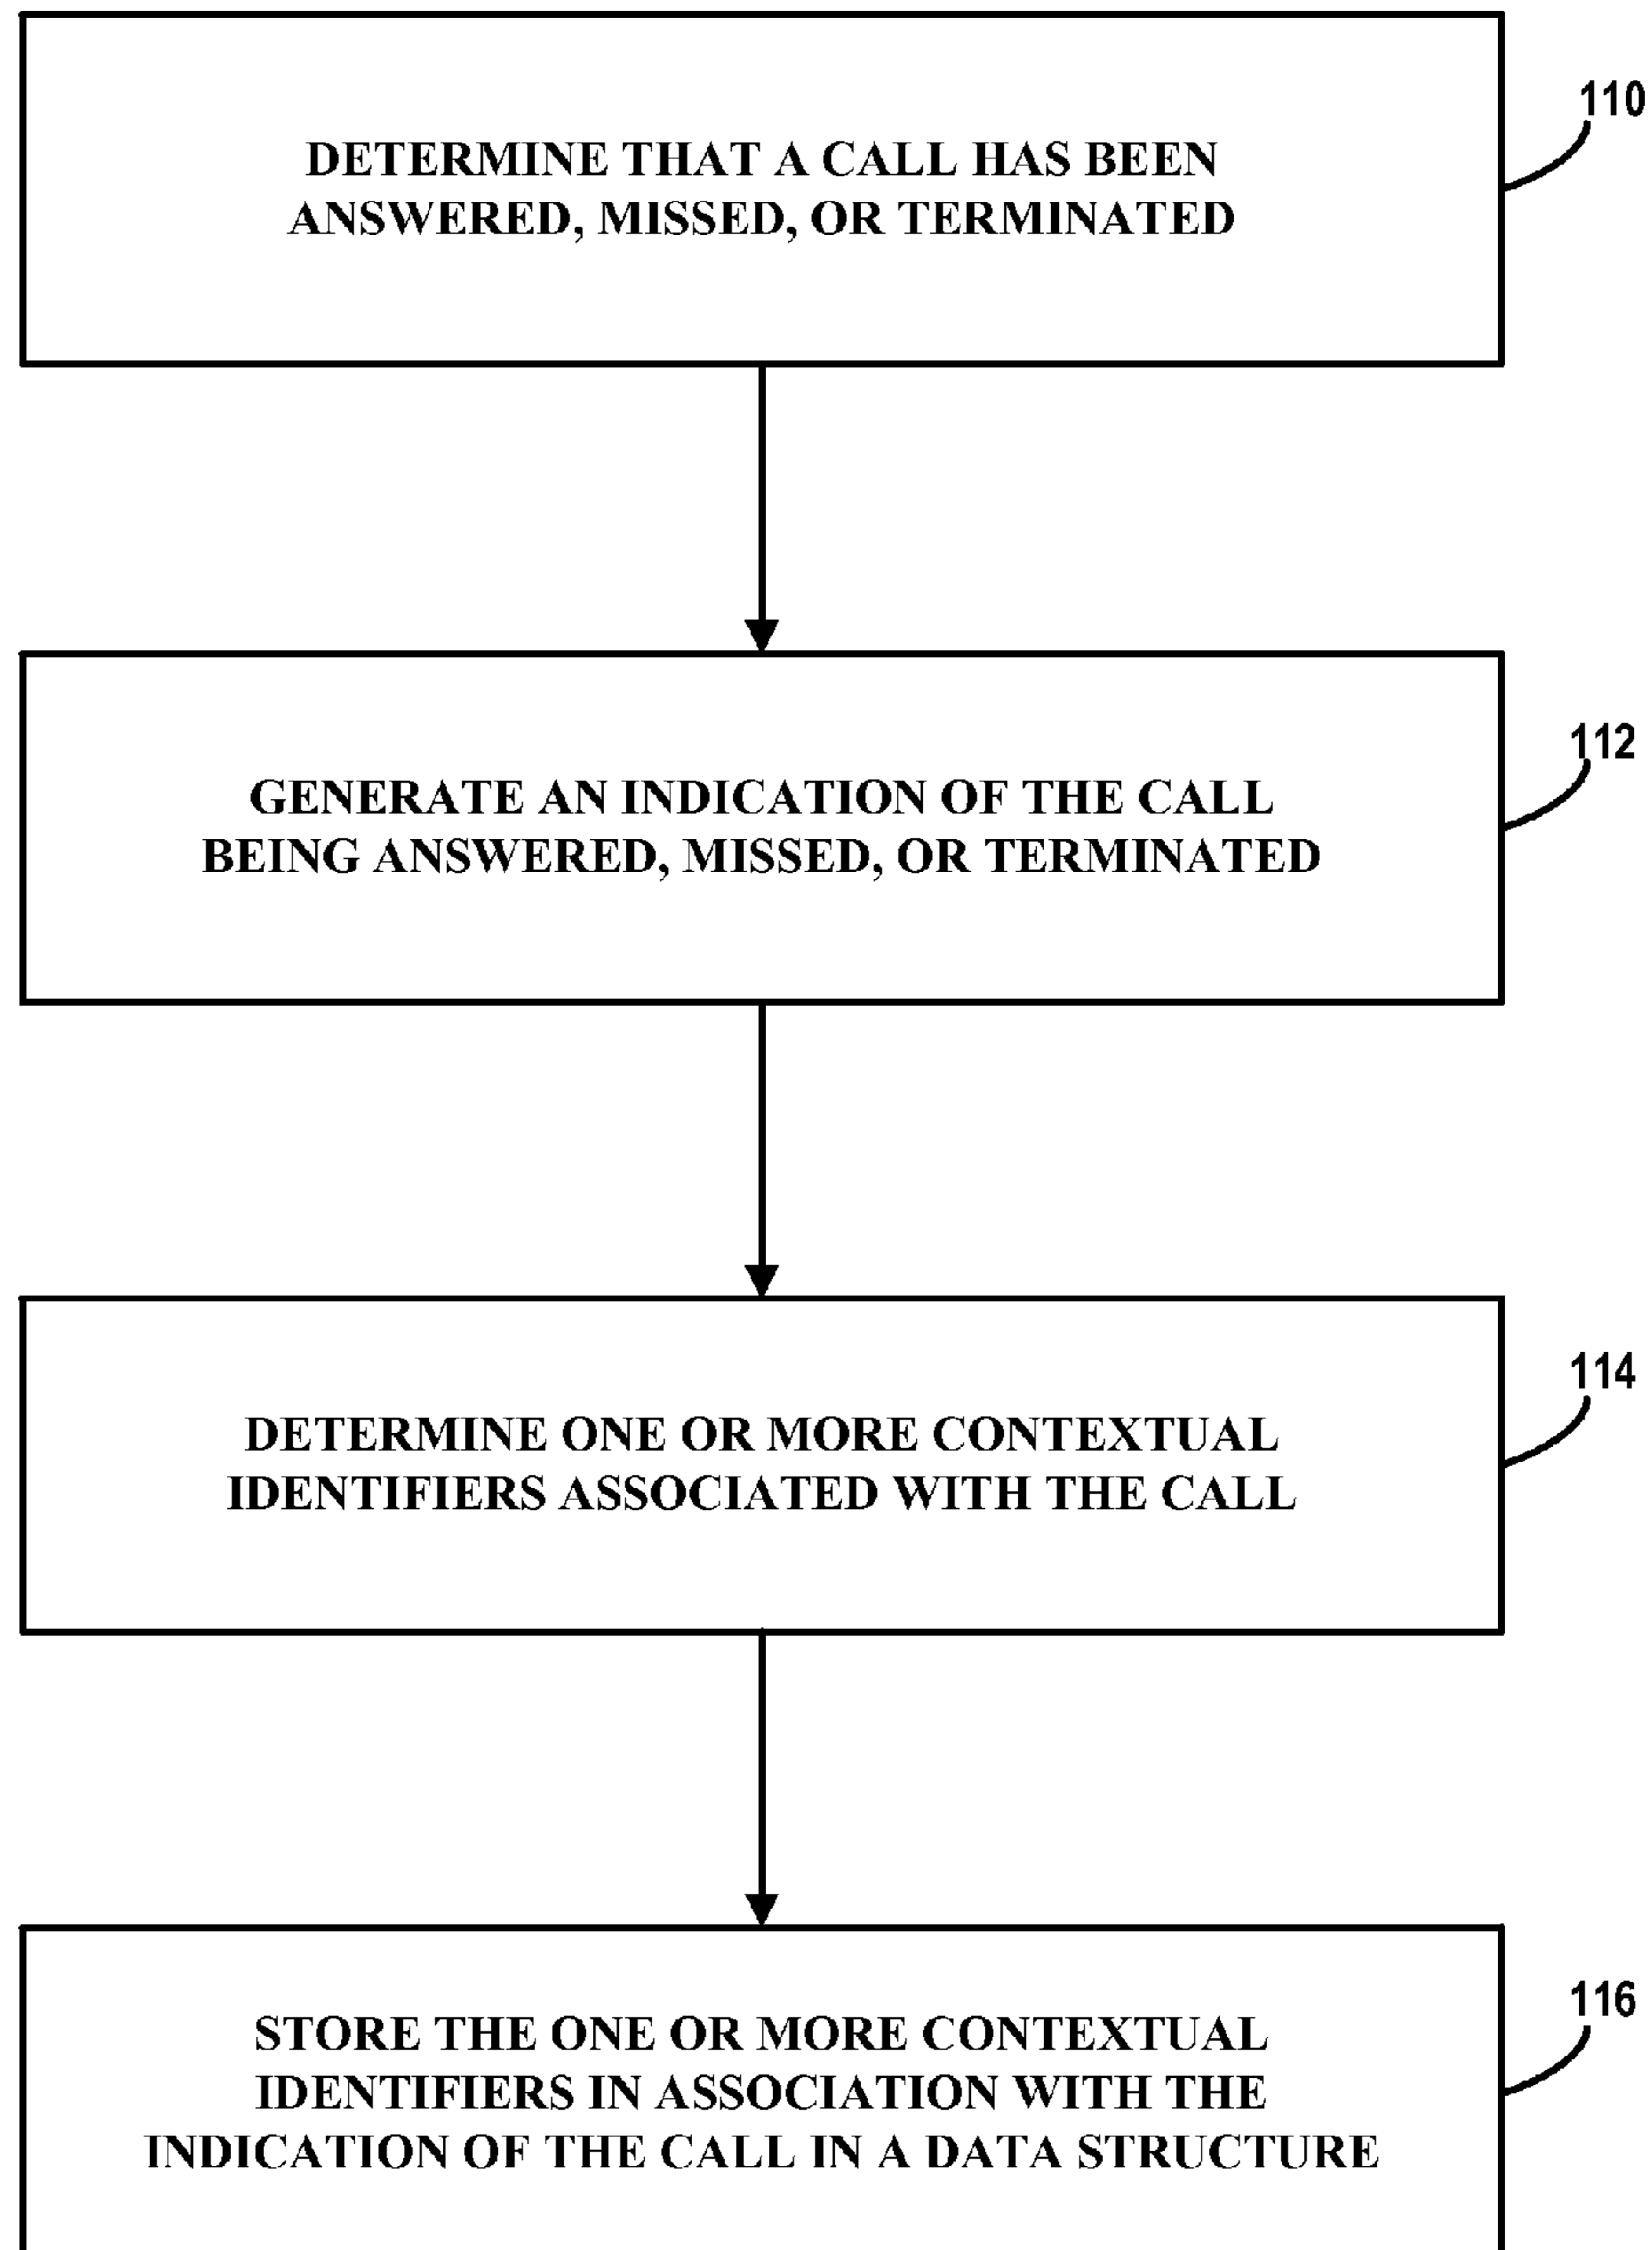 110
DETERMINE THAT A CALL HAS BEEN
ANSWERED, MISSED, OR TERMINATED
112
GENERATE AN INDICATION OF THE CALL
BEING ANSWERED, MISSED, OR TERMINATED
114
DETERMINE ONE OR MORE CONTEXTUAL
IDENTIFIERS ASSOCIATED WITH THE CALL
116
STORE THE ONE OR MORE CONTEXTUAL
IDENTIFIERS IN ASSOCIATION WITH THE
INDICATION OF THE CALL IN A DATA STRUCTURE